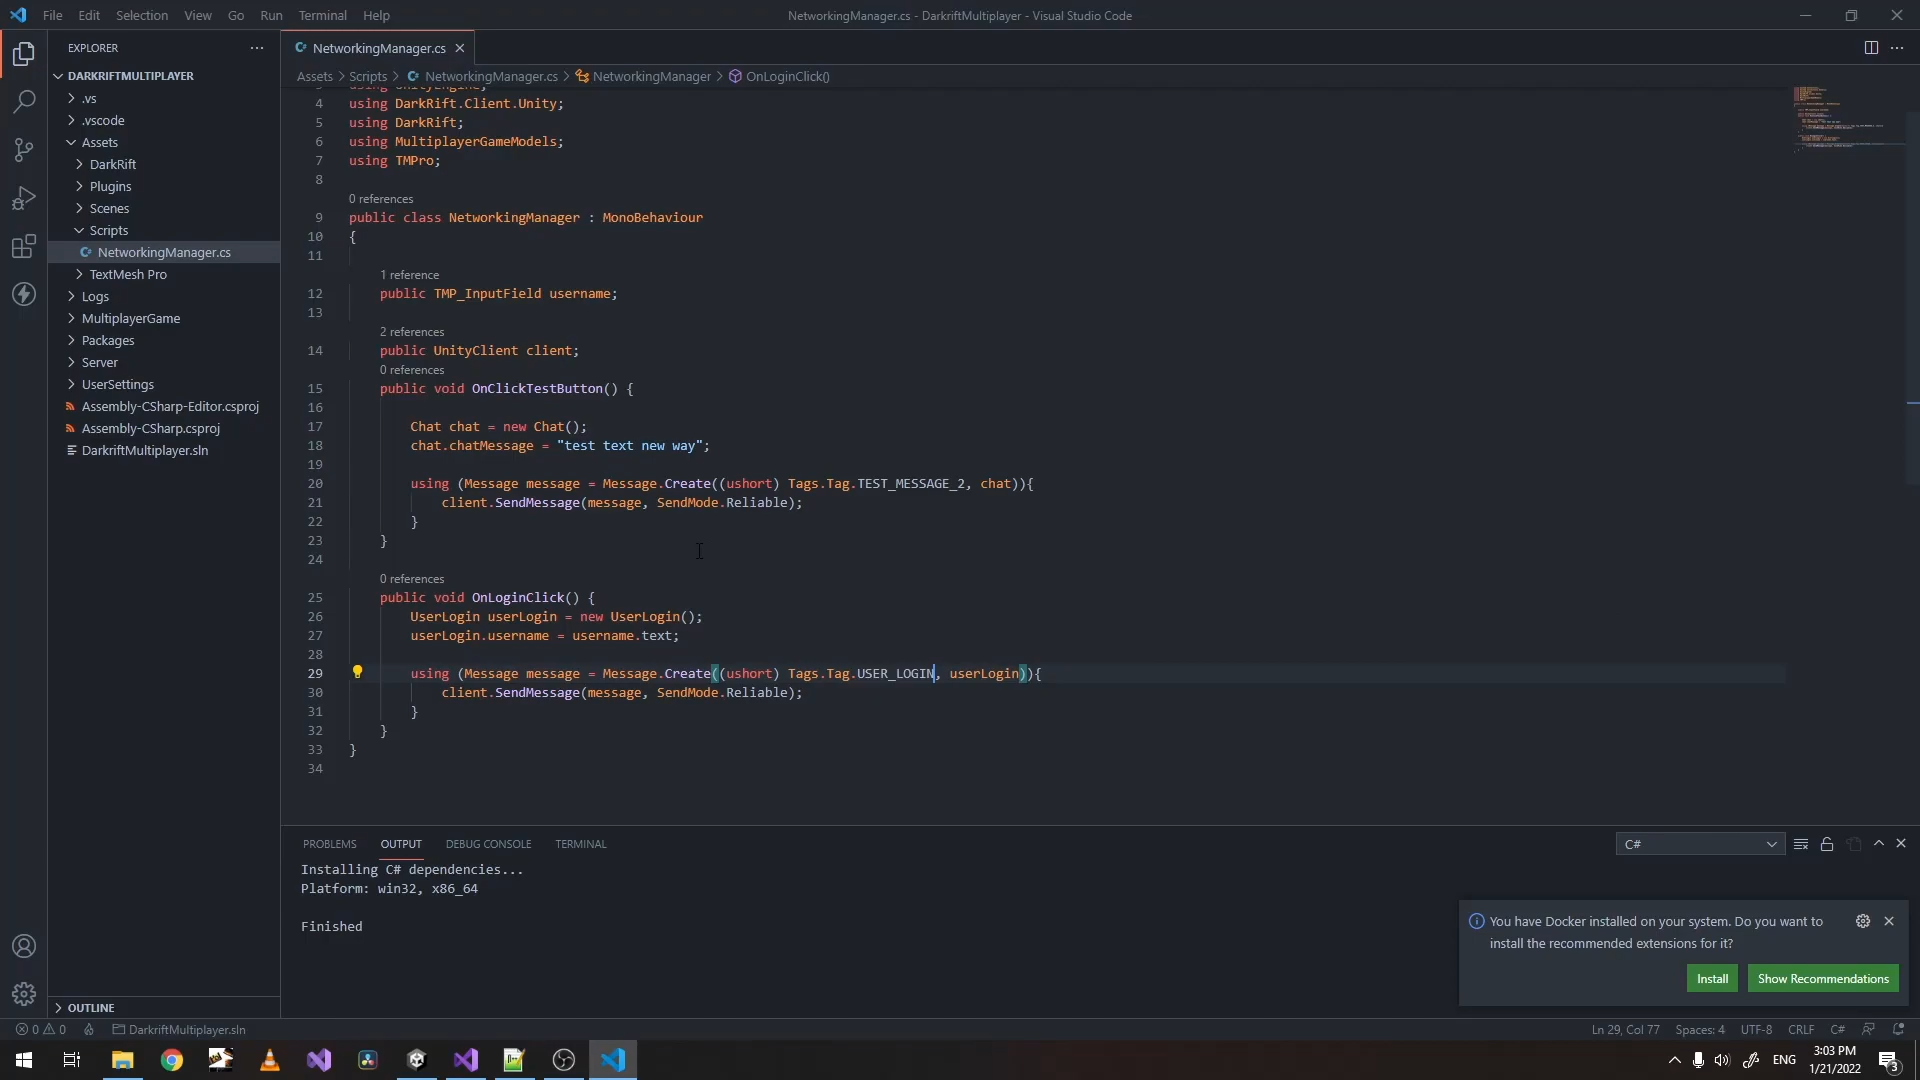 File Edit Selection View Go Run Terminal Help
NetworkingManager.cs - DarkriftMultiplayer - Visual Studio Code
EXPLORER
DARKRIFTMULTIPLAYER
.vs
.vscode
Assets
DarkRift
Plugins
Scenes
Scripts
NetworkingManager.cs
TextMesh Pro
Logs
MultiplayerGame
Packages
Server
UserSettings
Assembly-CSharp-Editor.csproj
Assembly-CSharp.csproj
DarkriftMultiplayer.sln
OUTLINE
NetworkingManager.cs
Assets > Scripts > NetworkingManager.cs > NetworkingManager > OnLoginClick()
3 using UnityEngine;
4 using DarkRift.Client.Unity;
5 using DarkRift;
6 using MultiplayerGameModels;
7 using TMPro;
8
0 references
9 public class NetworkingManager : MonoBehaviour
10 {
11
1 reference
12 public TMP_InputField username;
13
2 references
14 public UnityClient client;
0 references
15 public void OnClickTestButton() {
16
17 Chat chat = new Chat();
18 chat.chatMessage = "test text new way";
19
20 using (Message message = Message.Create((ushort) Tags.Tag.TEST_MESSAGE_2, chat)){
21 client.SendMessage(message, SendMode.Reliable);
22 }
23 }
24
0 references
25 public void OnLoginClick() {
26 UserLogin userLogin = new UserLogin();
27 userLogin.username = username.text;
28
29 using (Message message = Message.Create((ushort) Tags.Tag.USER_LOGIN, userLogin)){
30 client.SendMessage(message, SendMode.Reliable);
31 }
32 }
33 }
34
PROBLEMS OUTPUT DEBUG CONSOLE TERMINAL
C#
Installing C# dependencies...
Platform: win32, x86_64
Finished
You have Docker installed on your system. Do you want to
install the recommended extensions for it?
Install Show Recommendations
0 0 DarkriftMultiplayer.sln
Ln 29, Col 77 Spaces: 4 UTF-8 CRLF C#
ENG
3:03 PM
1/21/2022
3